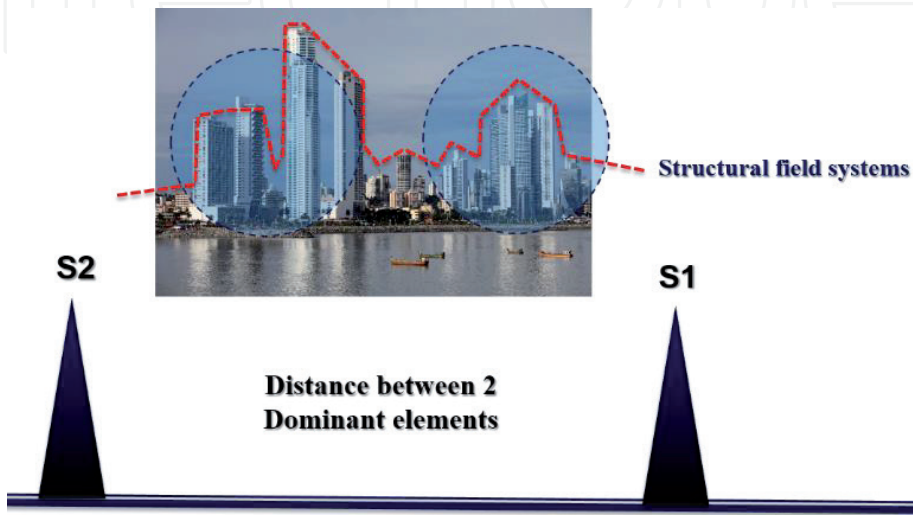 Structural field systems
S2
S1
Distance between 2
Dominant elements